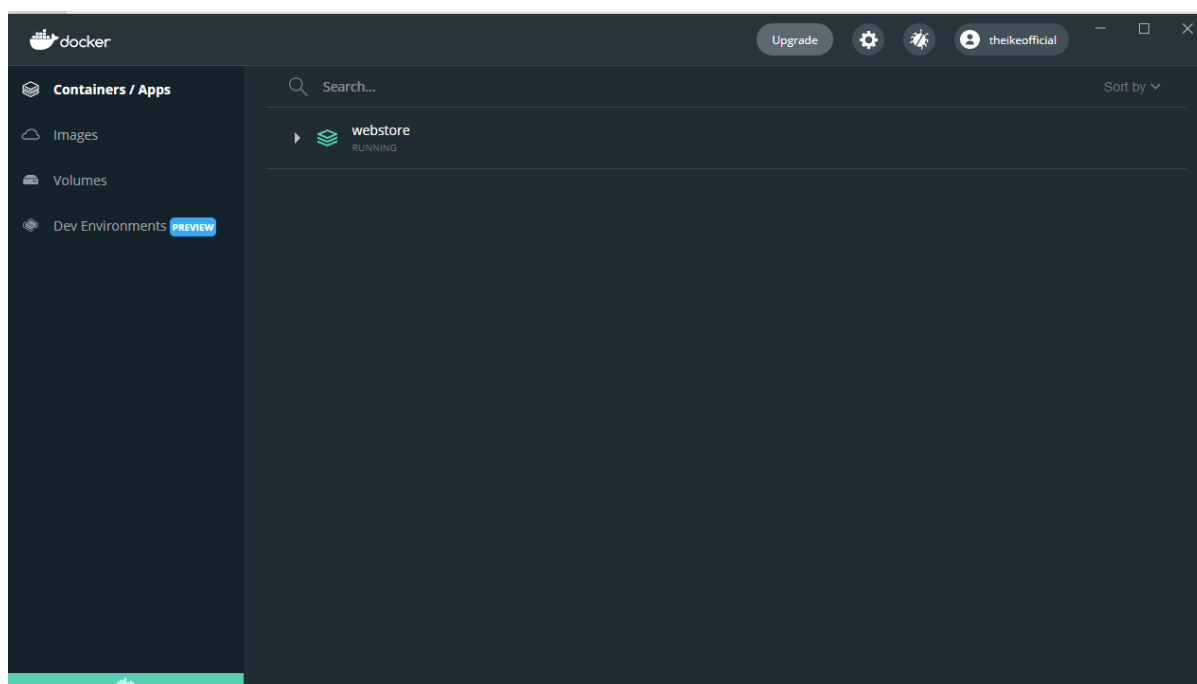 docker
Upgrade
theikeofficial
Containers / Apps
Images
Volumes
Dev Environments PREVIEW
Search...
Sort by
webstore
RUNNING